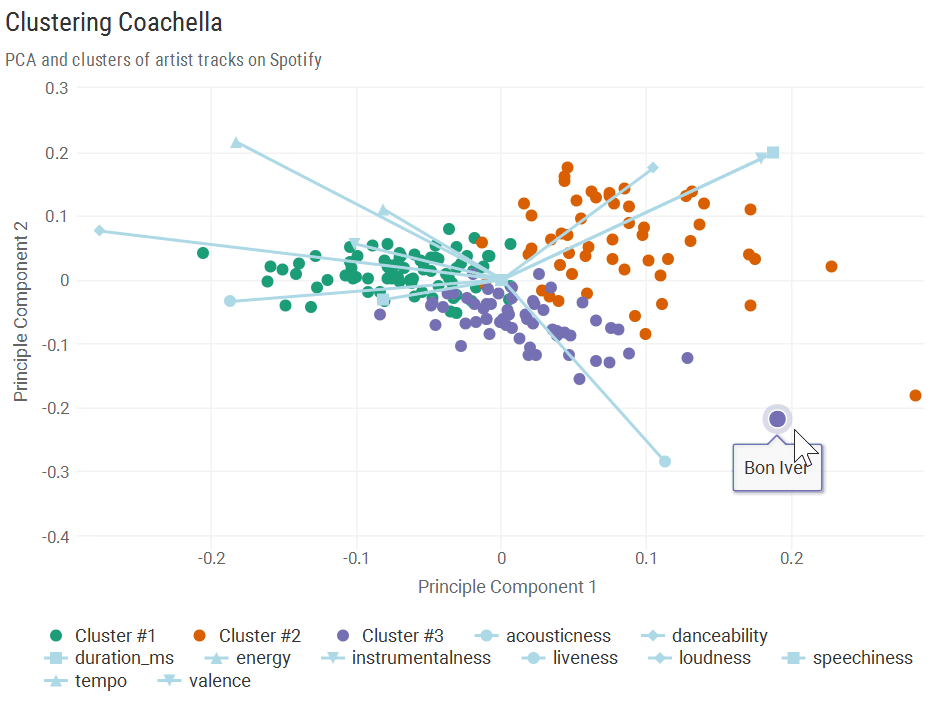 Clustering Coachella
PCA and clusters of artist tracks on Spotify
Principle Component 2
0.3
0.2
0.1
0
-0.1
-0.2
-0.3
-0.4
Bon Iver
-0.2 -0.1 0 0.1 0.2
Principle Component 1
Cluster #1 Cluster #2 Cluster #3 acousticness danceability
duration_ms energy instrumentalness liveness loudness speechiness
tempo valence